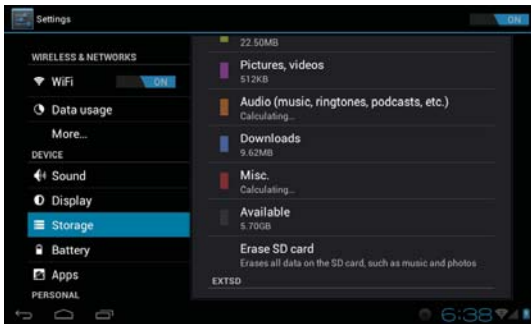 Settings
ON
WIRELESS & NETWORKS
WiFi
ON
Data usage
More...
DEVICE
Sound
Display
Storage
Battery
Apps
PERSONAL
22.50MB
Pictures, videos
512KB
Audio (music, ringtones, podcasts, etc.)
Calculating...
Downloads
9.62MB
Misc.
Calculating...
Available
5.70GB
Erase SD card
Erases all data on the SD card, such as music and photos
EXTSD
6:38